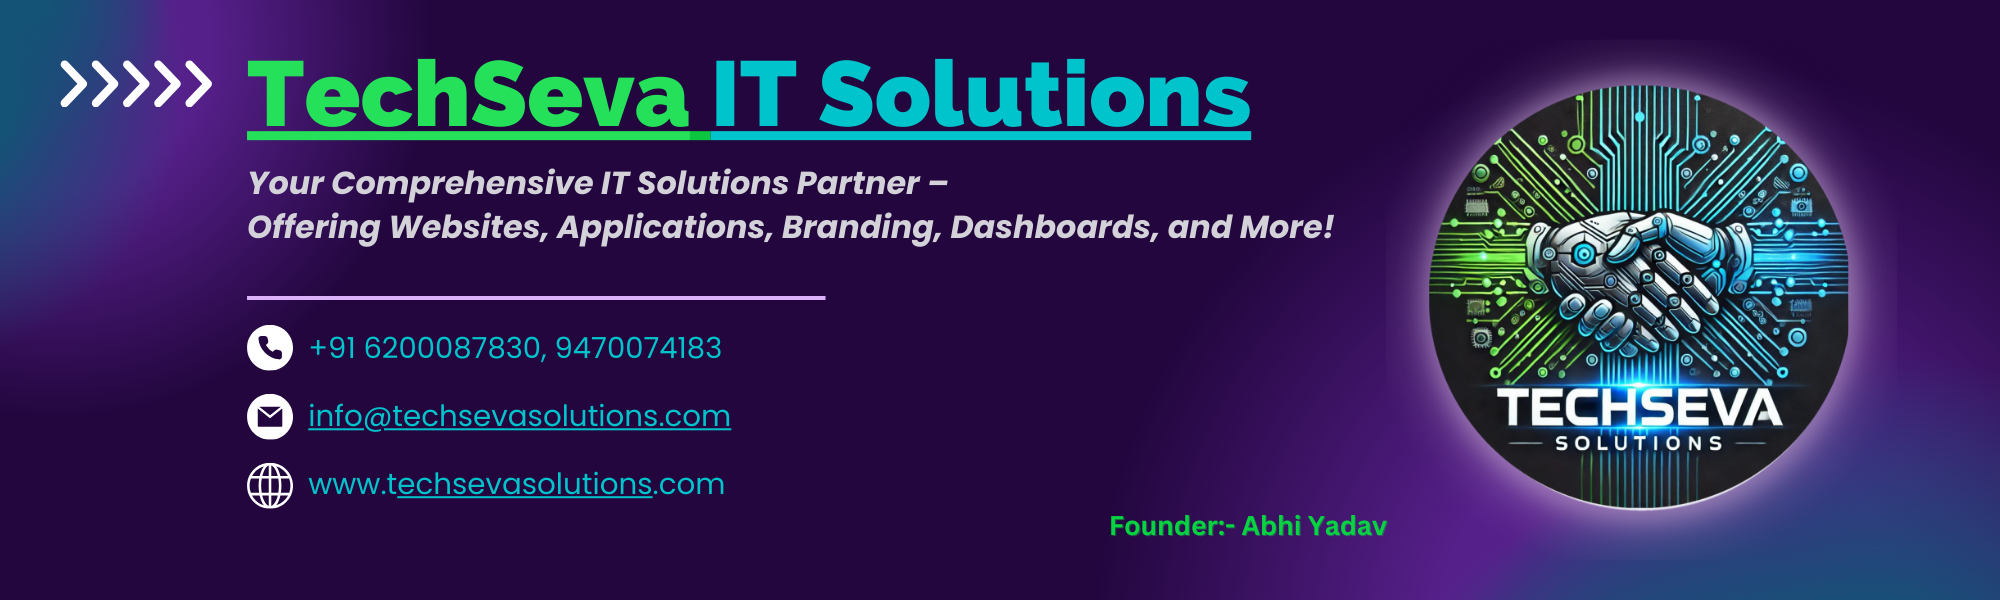 TechSeva IT Solutions
Your Comprehensive IT Solutions Partner –
Offering Websites, Applications, Branding, Dashboards, and More!
+91 6200087830, 9470074183
info@techsevasolutions.com
www.techsevasolutions.com
Founder:- Abhi Yadav
TECHSEVA
SOLUTIONS